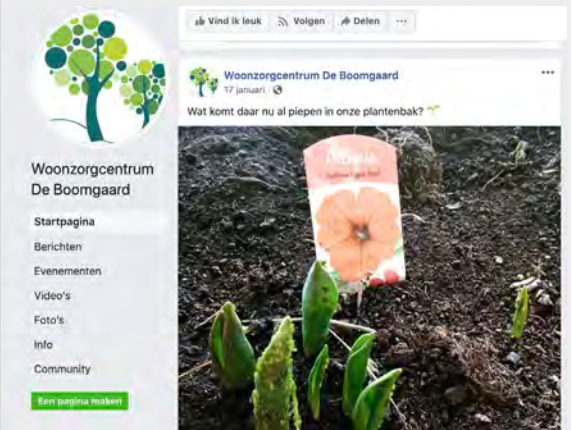 Vind ik leuk
Volgen
Delen
Woonzorgcentrum De Boomgaard
17 januari
Wat komt daar nu al piepen in onze plantenbak?
Woonzorgcentrum
De Boomgaard
Startpagina
Berichten
Evenementen
Video's
Foto's
Info
Community
Een pagina maken